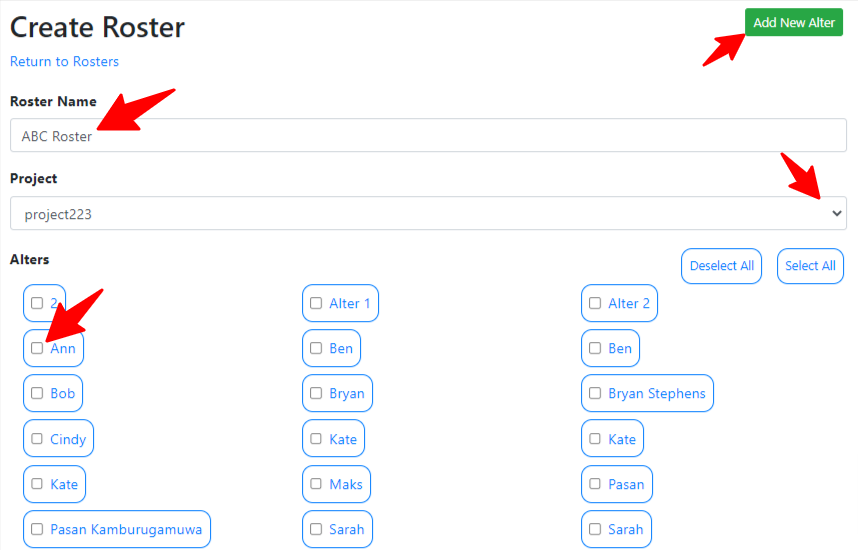 Create Roster
Add New Alter
Return to Rosters
Roster Name
ABC Roster
Project
project223
Alters
Deselect All
Select All
2
Alter 1
Alter 2
Ann
Ben
Ben
Bob
Bryan
Bryan Stephens
Cindy
Kate
Kate
Kate
Maks
Pasan
Pasan Kamburugamuwa
Sarah
Sarah